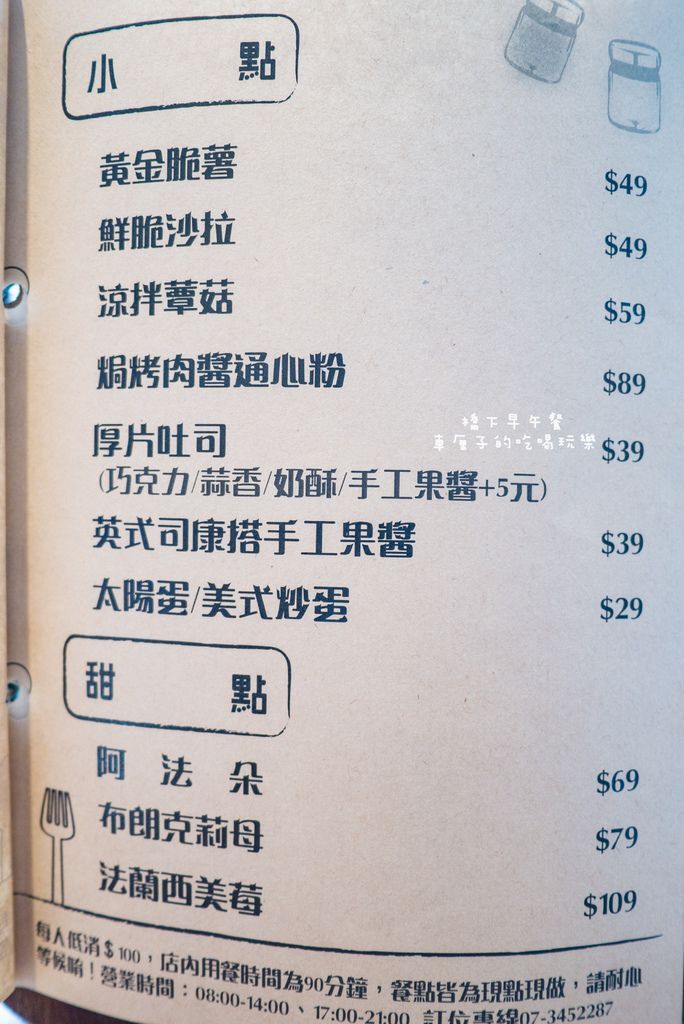 小 點
黃金脆薯 $49
鮮脆沙拉 $49
涼拌蕈菇 $59
焗烤肉醬通心粉 $89
橋下早午餐
車厘子的吃喝玩樂
厚片吐司 $39
(巧克力/蒜香/奶酥/手工果醬+5元)
英式司康搭手工果醬 $39
太陽蛋/美式炒蛋 $29
甜 點
阿 法 朵 $69
布朗克莉母 $79
法蘭西美莓 $109
每人低消$100，店內用餐時間為90分鐘，餐點皆為現點現做，請耐心
等候唷！營業時間：08:00-14:00、17:00-21:00 訂位專線07-3452287